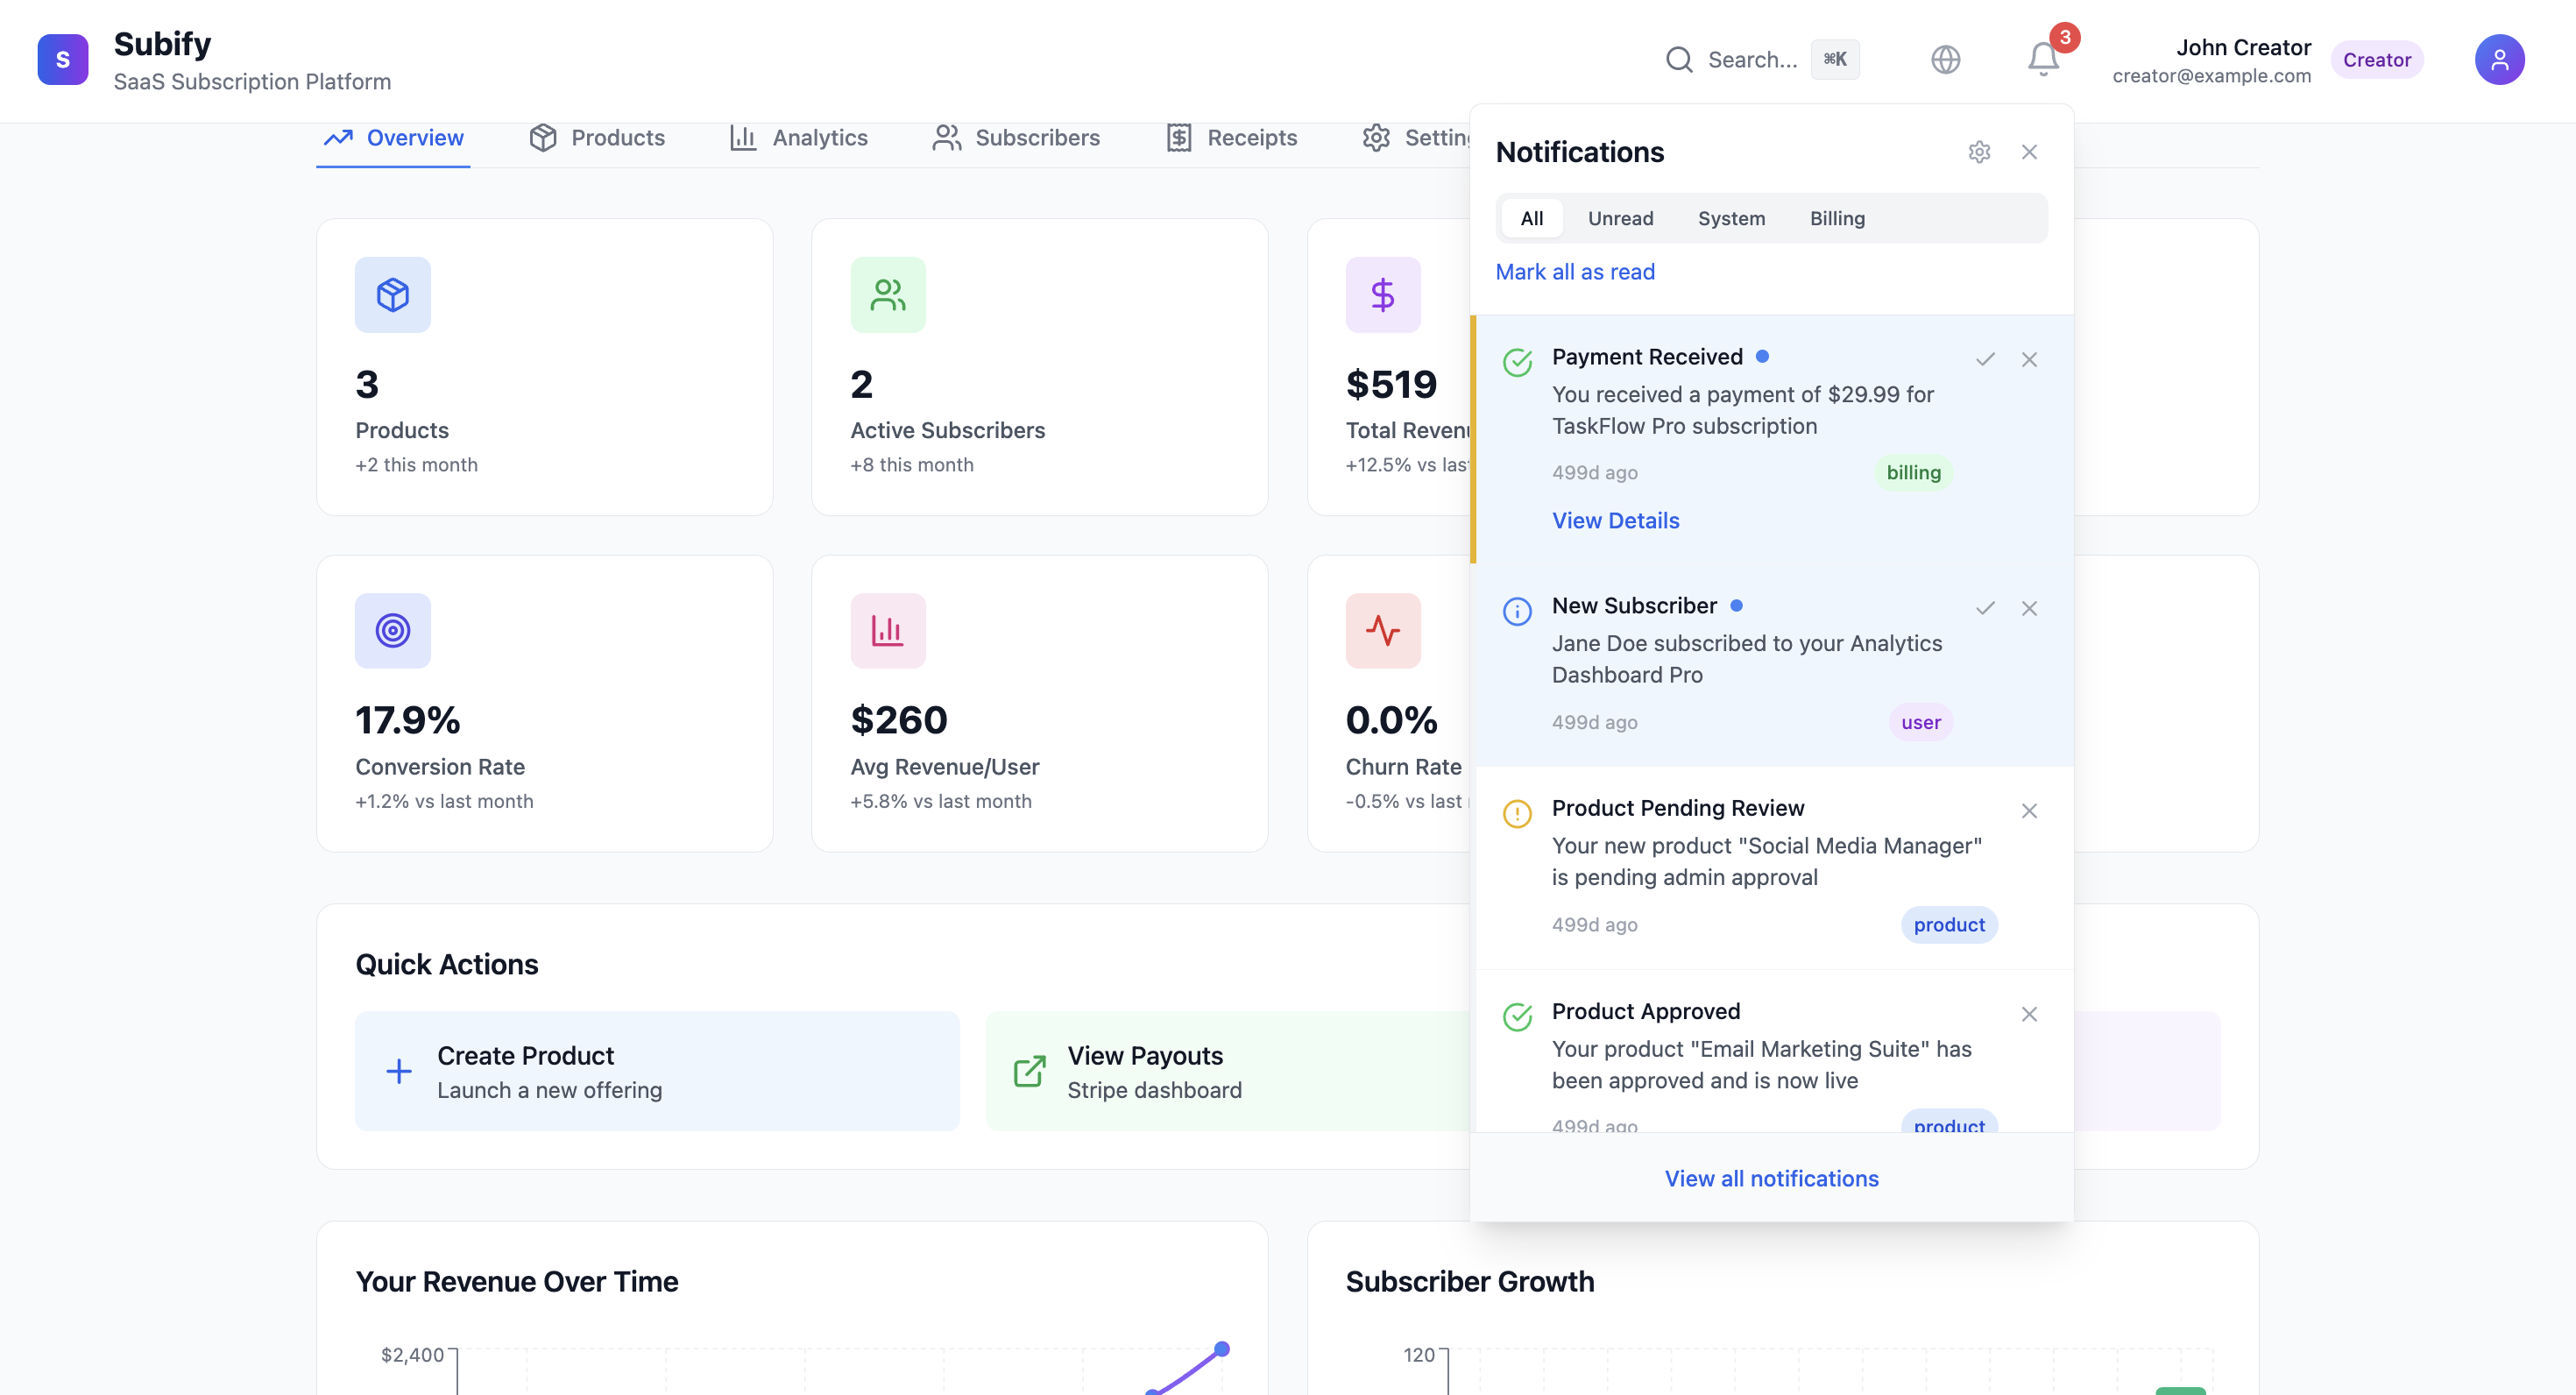 S
Subify
SaaS Subscription Platform
Search...
⌘K
3
John Creator
creator@example.com
Creator
Overview
Products
Analytics
Subscribers
Receipts
3
Products
+2 this month
2
Active Subscribers
+8 this month
$519
Total
+12.5% vs
17.9%
Conversion Rate
+1.2% vs last month
$260
Avg Revenue/User
+5.8% vs last month
0.0%
Churn Rate
-0.5% vs last
Quick Actions
Create Product
Launch a new offering
View Payouts
Stripe dashboard
Your Revenue Over Time
$2,400
Subscriber Growth
120
Notifications
All
Unread
System
Billing
Mark all as read
Payment Received
You received a payment of $29.99 for
TaskFlow Pro subscription
499d ago
billing
View Details
New Subscriber
Jane Doe subscribed to your Analytics
Dashboard Pro
499d ago
user
Product Pending Review
Your new product "Social Media Manager"
is pending admin approval
499d ago
product
Product Approved
Your product "Email Marketing Suite" has
been approved and is now live
499d ago
product
View all notifications